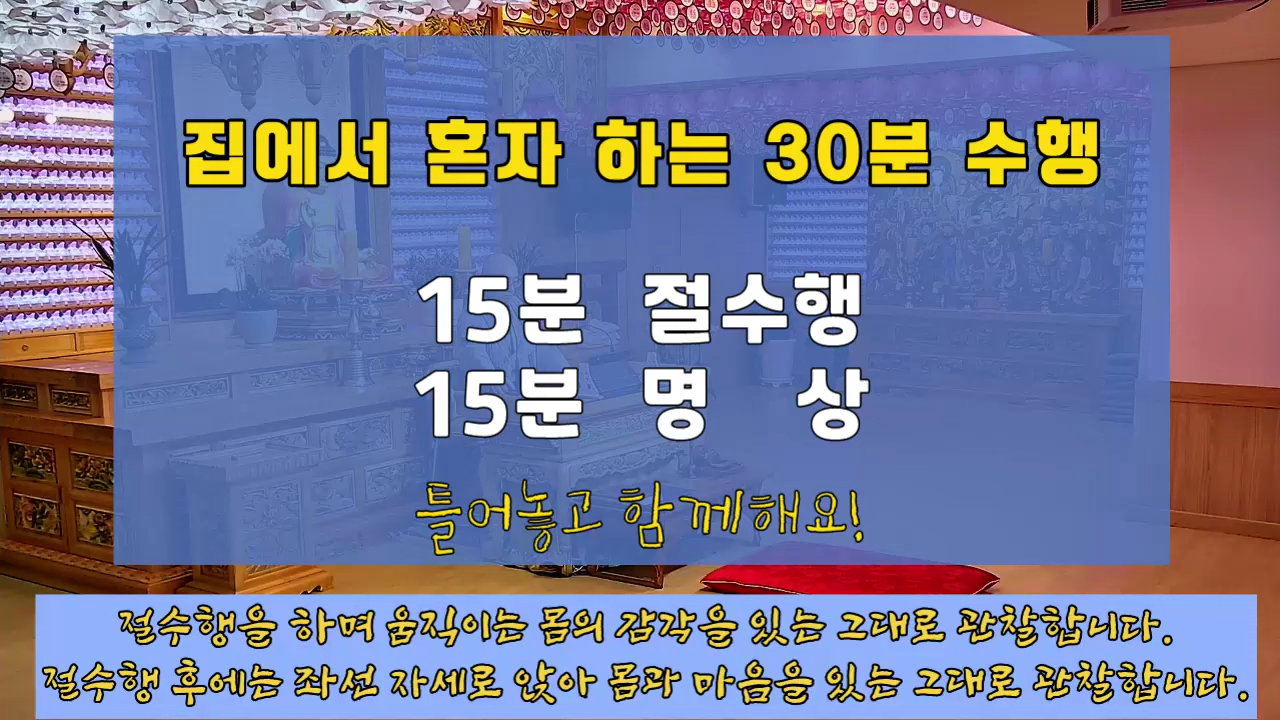 집에서 혼자 하는 30분 수행
15분 절수행
15분 명 상
틀어놓고 함께해요!
절수행을 하며 움직이는 몸의 감각을 있는 그대로 관찰합니다.
절수행 후에는 좌선 자세로 앉아 몸과 마음을 있는 그대로 관찰합니다.